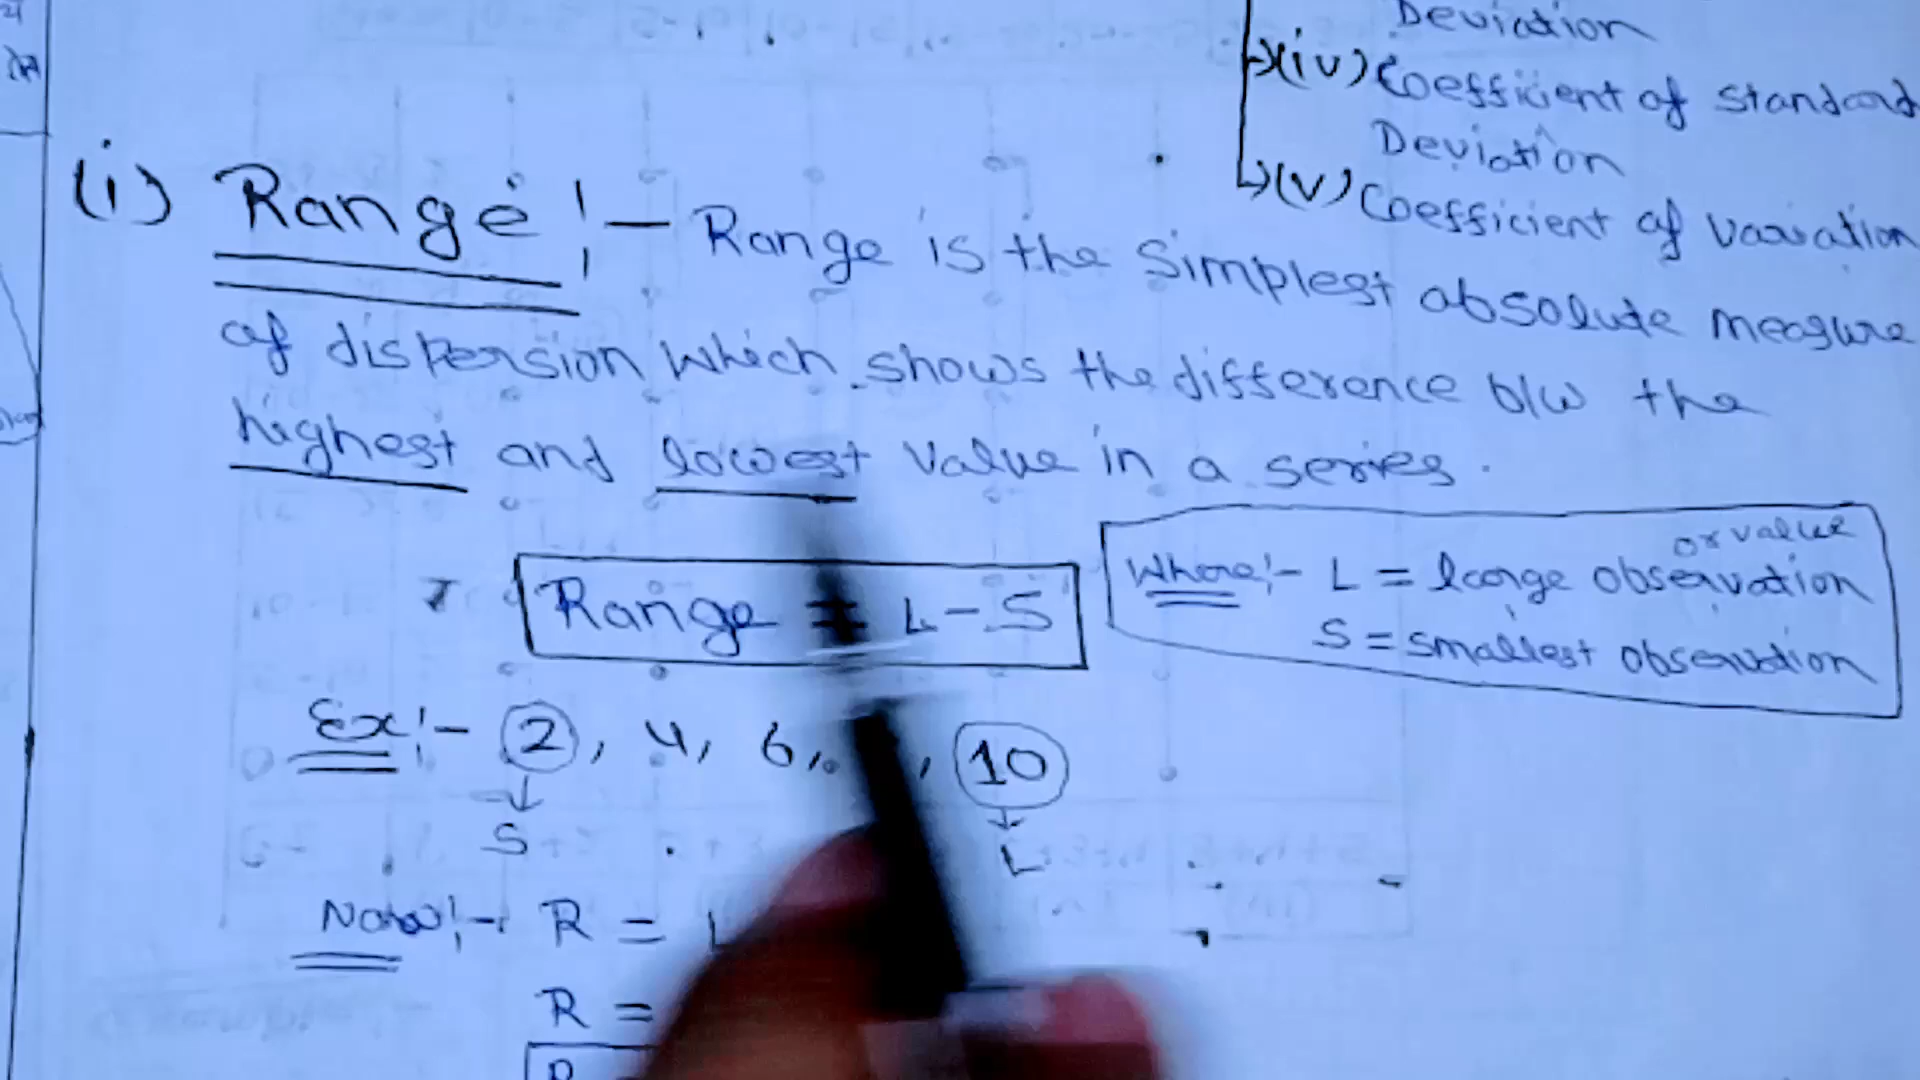 Deviation
(iv) Coefficient of standard
Deviation
(v) Coefficient of variation
(i) Range :- Range is the simplest absolute measure
of dispersion which shows the difference b/w the
highest and lowest value in a series.
Range = L - S
or value
Where:- L = large observation
S = smallest observation
Ex:- 2, 4, 6, , 10
S L
Now:- R = L
R =
R